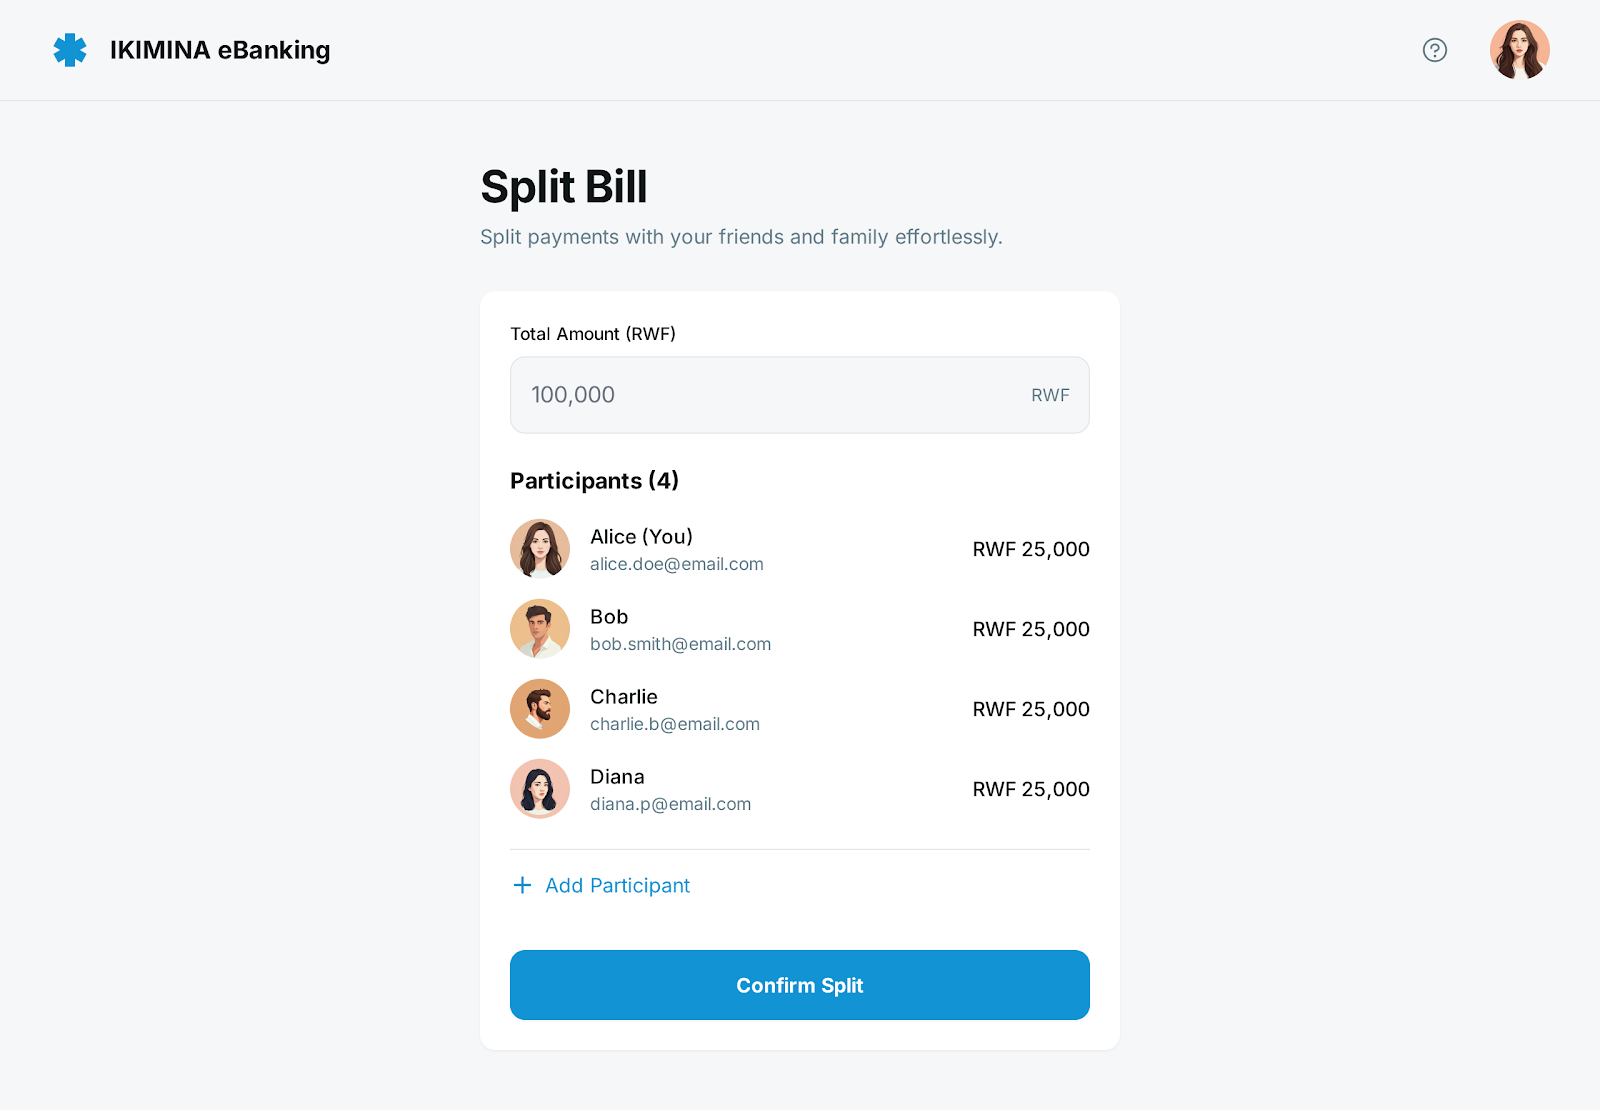 IKIMINA eBanking
Split Bill
Split payments with your friends and family effortlessly.
Total Amount (RWF)
100,000 RWF
Participants (4)
Alice (You)
alice.doe@email.com
RWF 25,000
Bob
bob.smith@email.com
RWF 25,000
Charlie
charlie.b@email.com
RWF 25,000
Diana
diana.p@email.com
RWF 25,000
+ Add Participant
Confirm Split